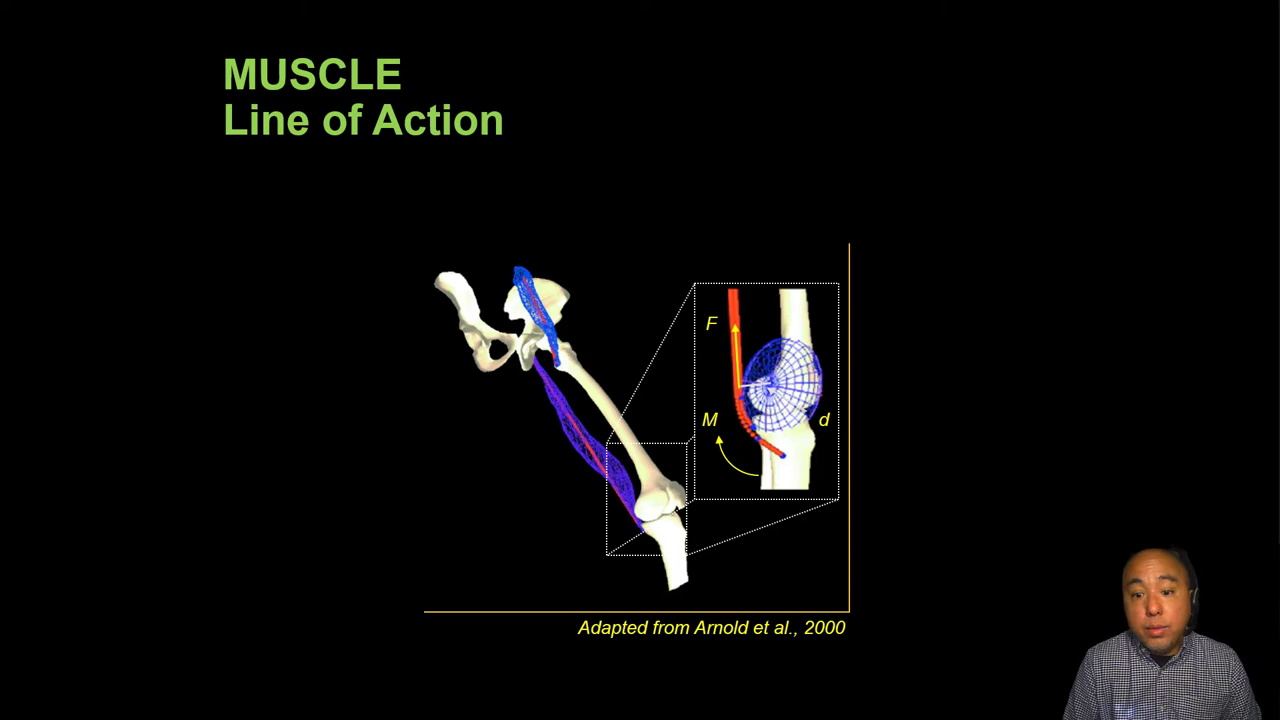 MUSCLE
Line of Action
F
M
d
Adapted from Arnold et al., 2000